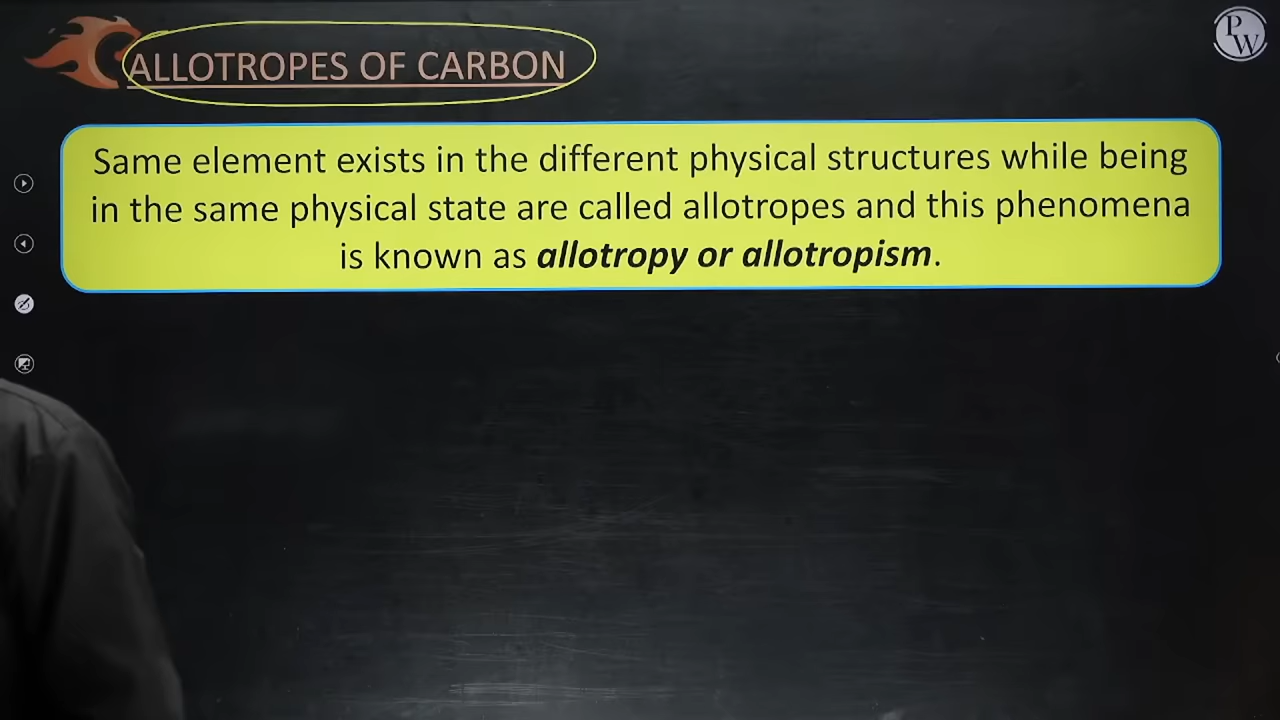 ALLOTROPES OF CARBON
PW
Same element exists in the different physical structures while being
in the same physical state are called allotropes and this phenomena
is known as allotropy or allotropism.